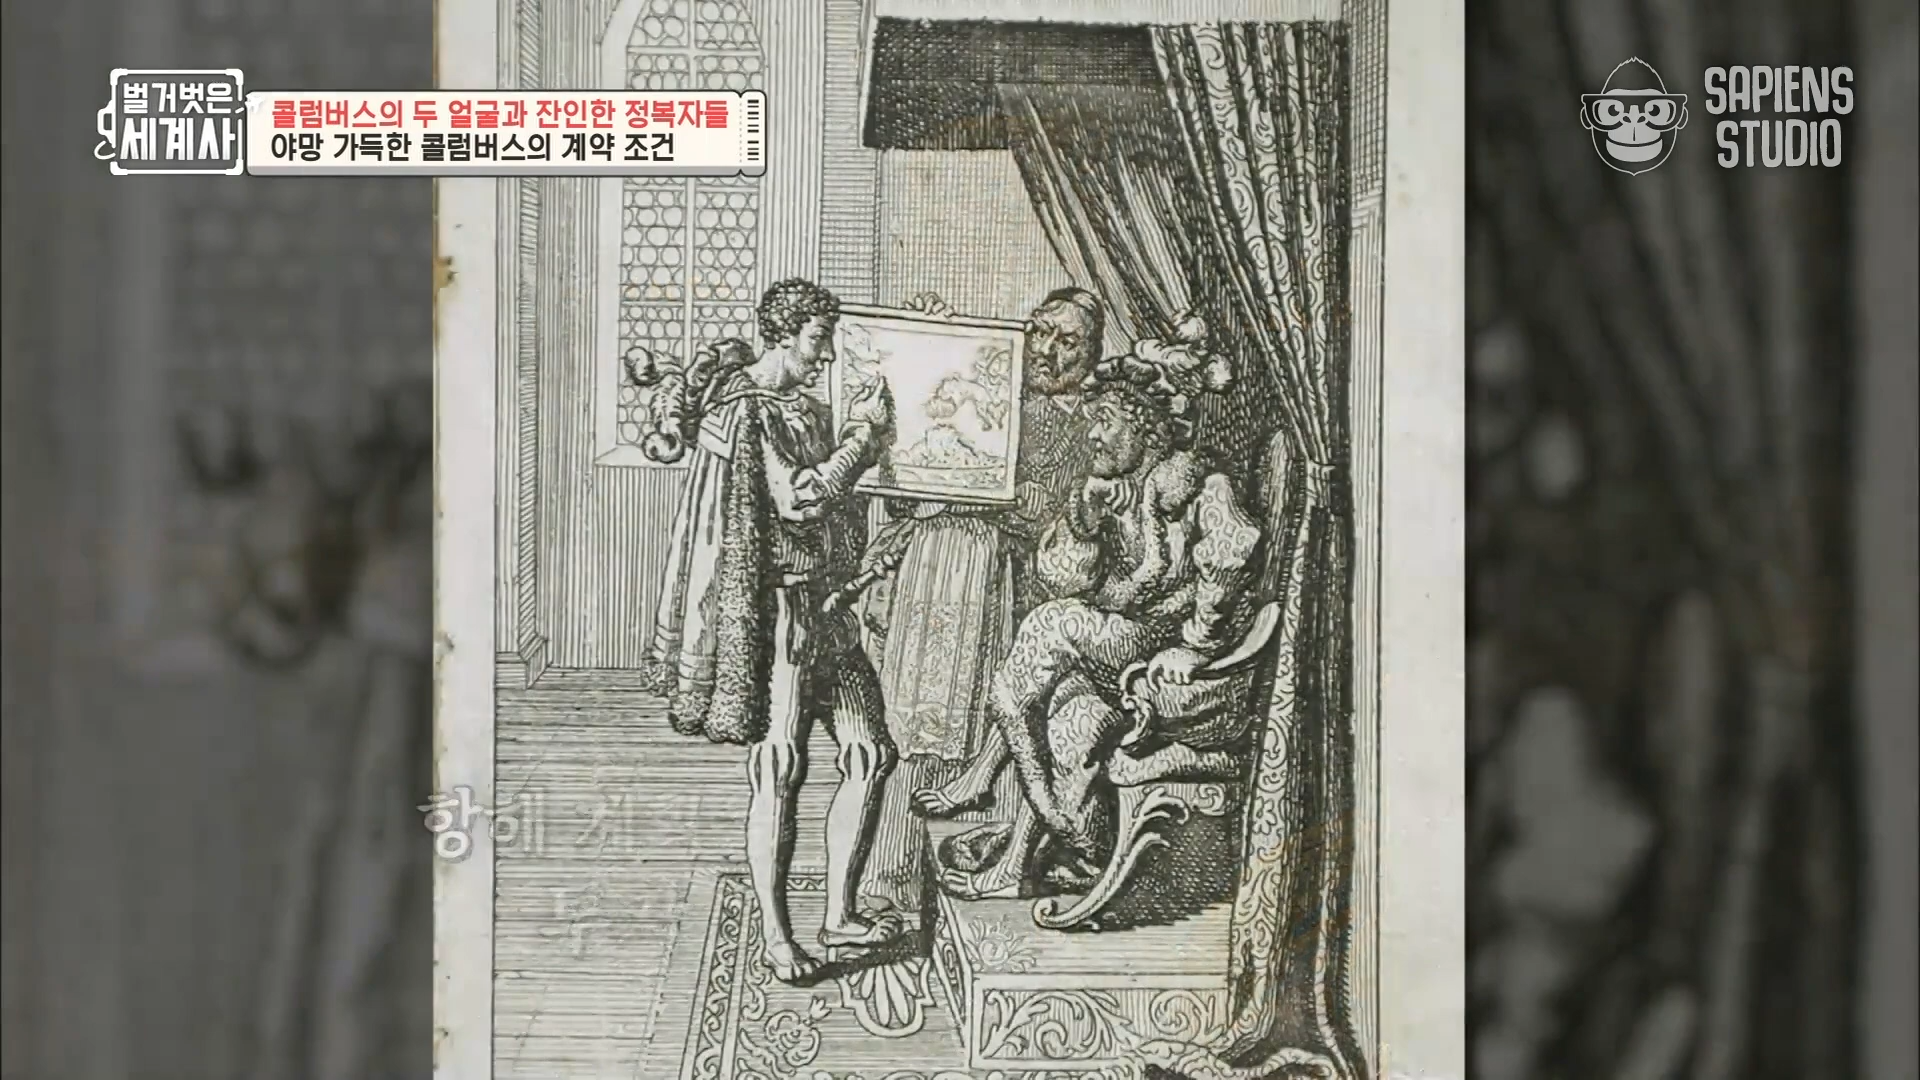 벌거벗은
세계사
콜럼버스의 두 얼굴과 잔인한 정복자들
야망 가득한 콜럼버스의 계약 조건
SAPIENS
STUDIO
항해